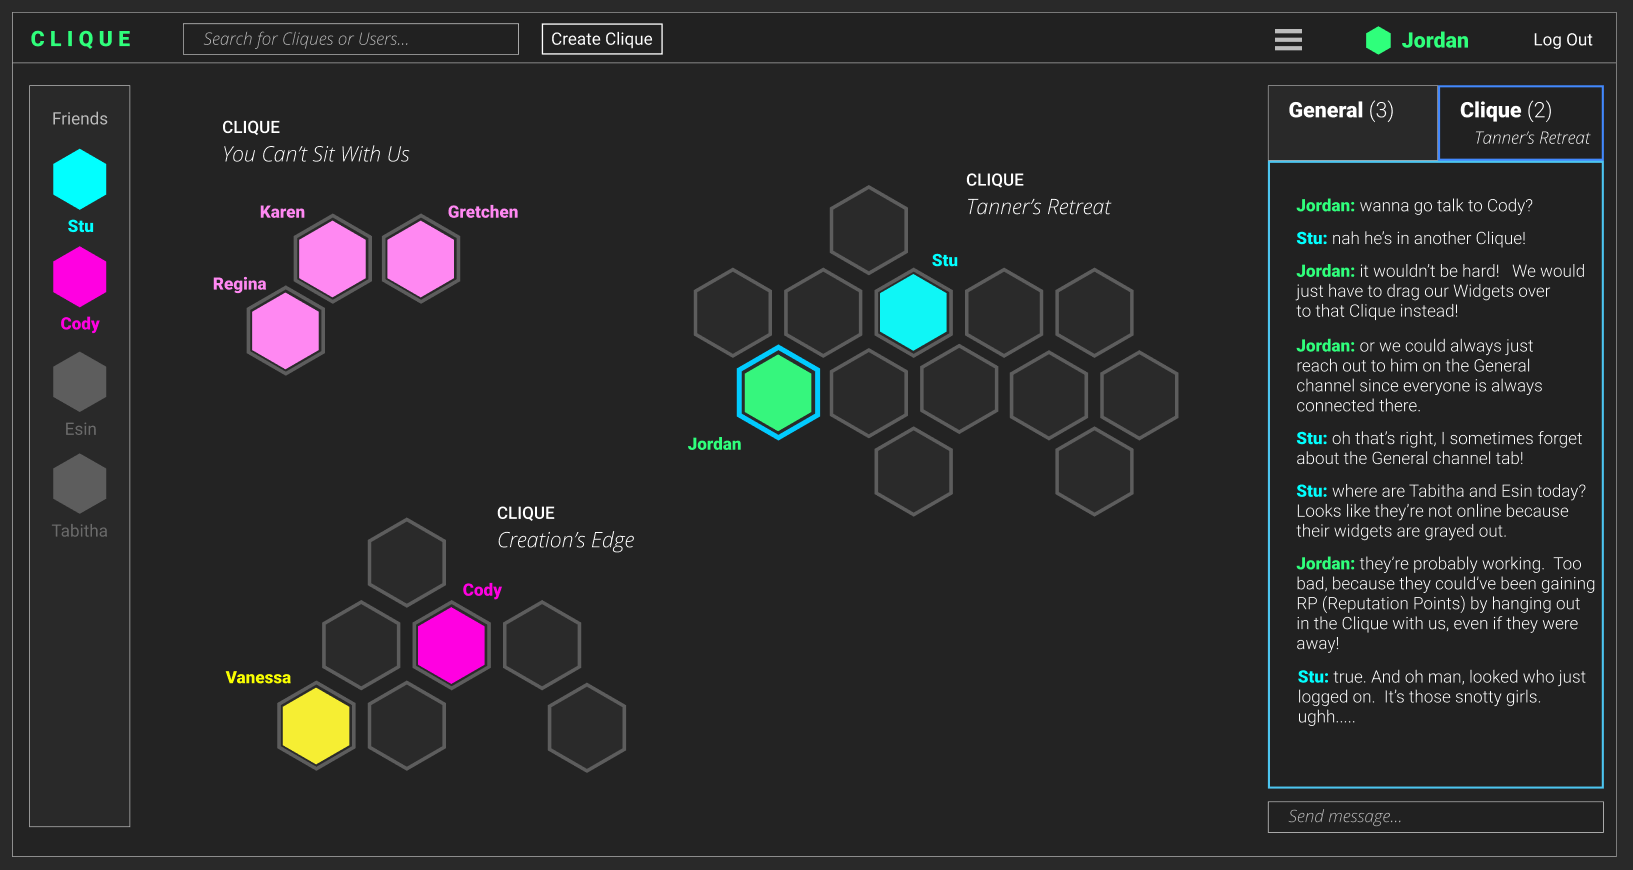 CLIQUE
Search for Cliques or Users...
Create Clique
Jordan
Log Out
Friends
Stu
Cody
Esin
Tabitha
CLIQUE
You Can't Sit With Us
Karen
Gretchen
Regina
CLIQUE
Tanner's Retreat
Stu
Jordan
CLIQUE
Creation's Edge
Cody
Vanessa
General (3)
Clique (2)
Tanner's Retreat
Jordan: wanna go talk to Cody?
Stu: nah he's in another Clique!
Jordan: it wouldn't be hard!   We would
just have to drag our Widgets over
to that Clique instead!
Jordan: or we could always just
reach out to him on the General
channel since everyone is always
connected there.
Stu: oh that's right, I sometimes forget
about the General channel tab!
Stu: where are Tabitha and Esin today?
Looks like they're not online because
their widgets are grayed out.
Jordan: they're probably working.  Too
bad, because they could've been gaining
RP (Reputation Points) by hanging out
in the Clique with us, even if they were
away!
Stu: true. And oh man, looked who just
logged on.  It's those snotty girls.
ughh.....
Send message...